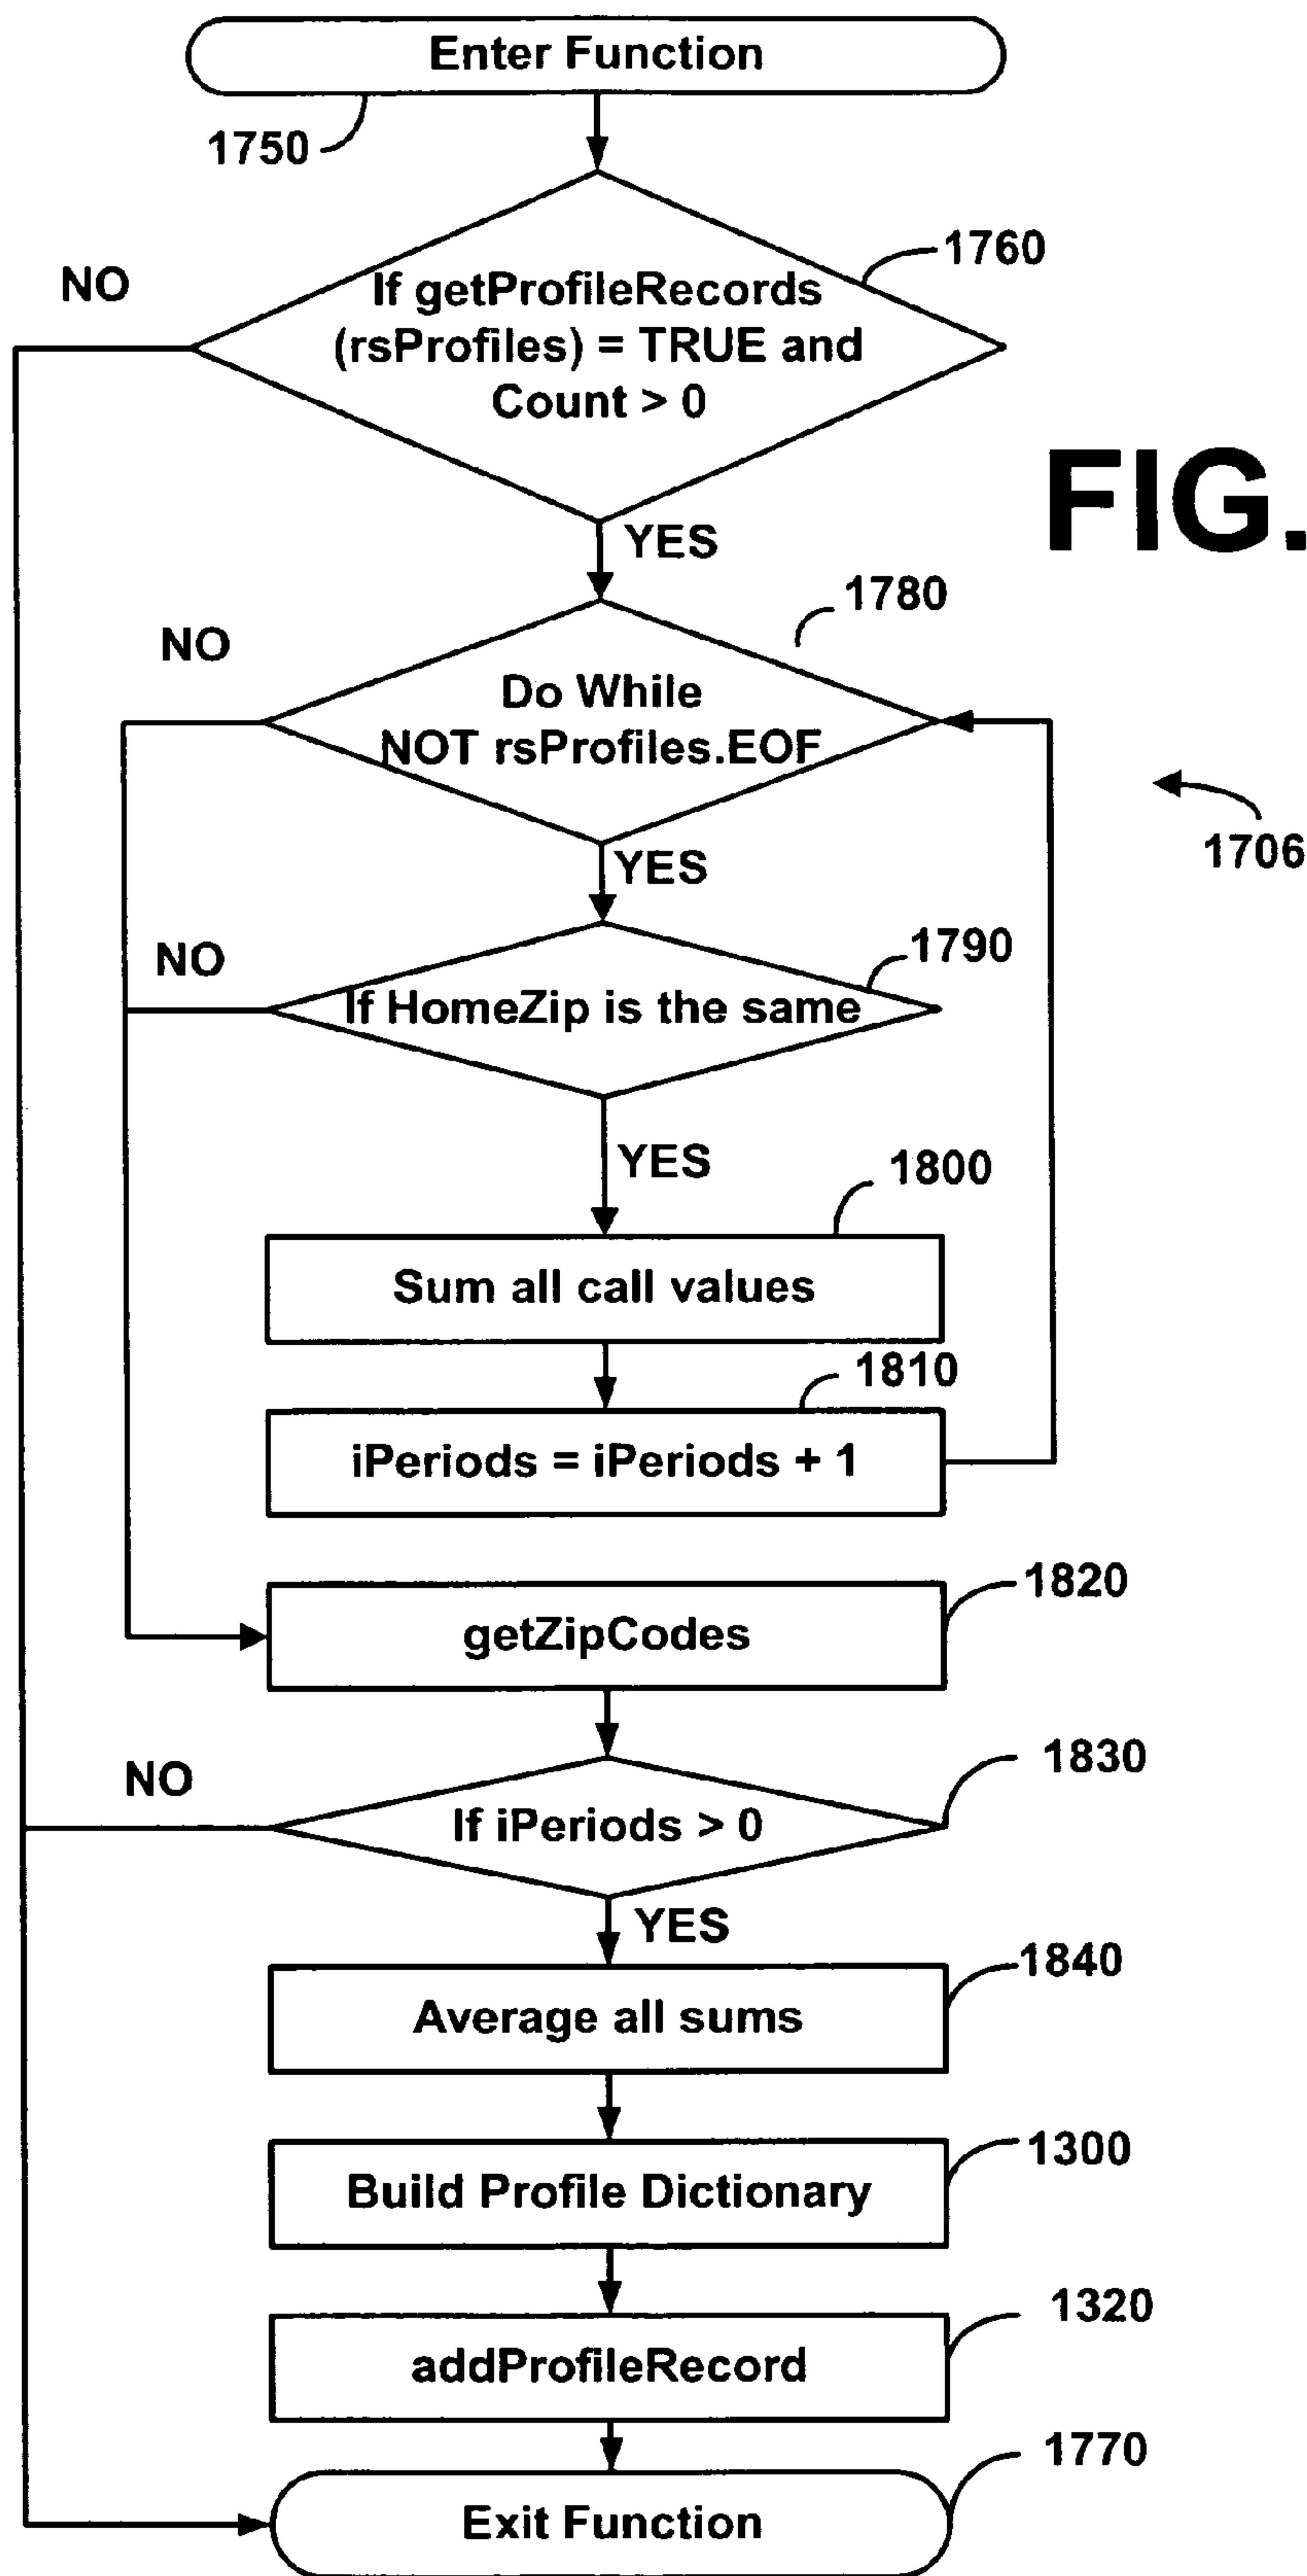 Enter Function
1750
1760
NO
If getProfileRecords
(rsProfiles) = TRUE and
Count > 0
FIG.
YES
1780
NO
Do While
NOT rsProfiles.EOF
1706
YES
1790
NO
If HomeZip is the same
YES
1800
Sum all call values
1810
iPeriods = iPeriods + 1
1820
getZipCodes
1830
NO
If iPeriods > 0
YES
1840
Average all sums
1300
Build Profile Dictionary
1320
addProfileRecord
1770
Exit Function